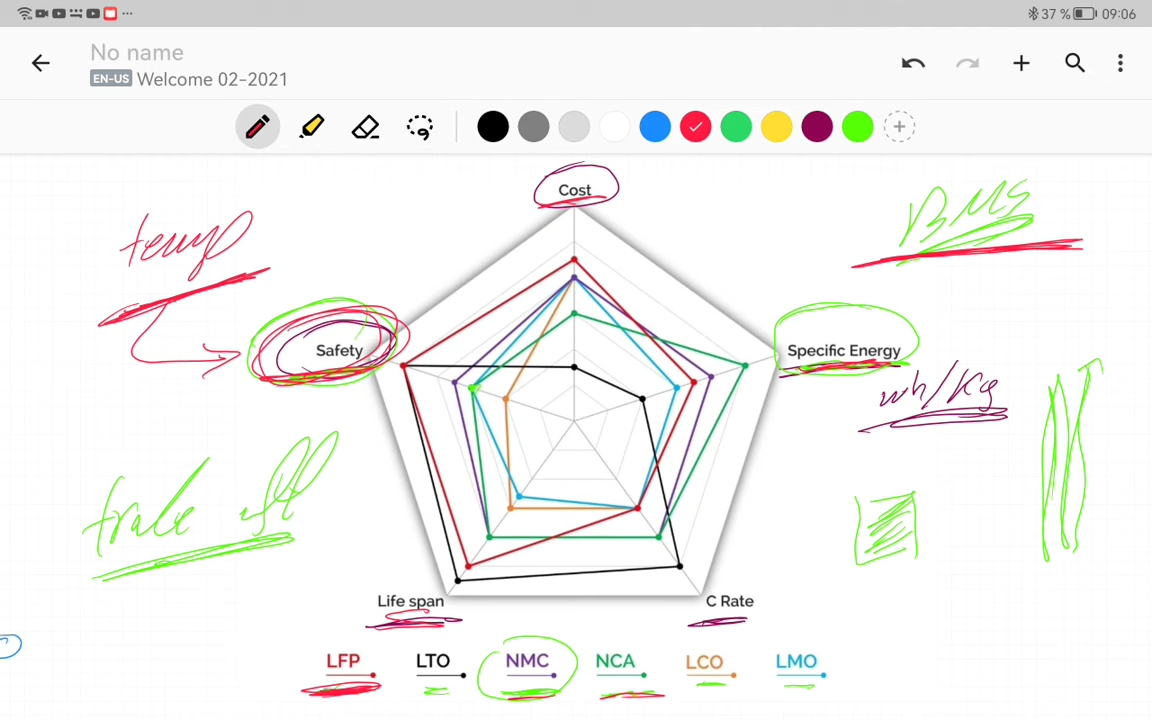 37 % 09:06
No name
EN-US Welcome 02-2021
Cost
BMS
temp
Safety
Specific Energy
wh/Kg
trade off
Life span
C Rate
LFP LTO NMC NCA LCO LMO